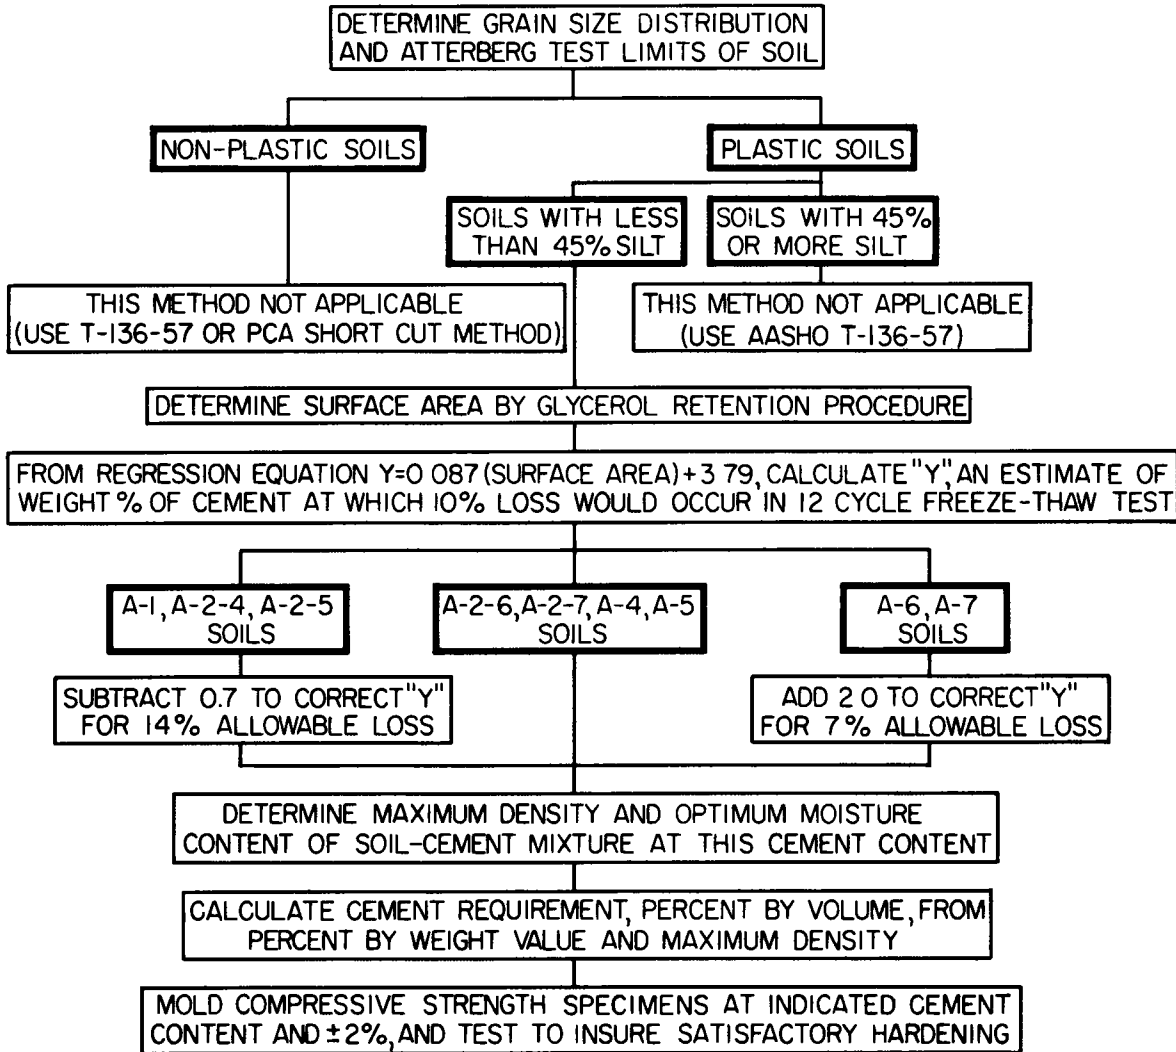 DETERMINE GRAIN SIZE DISTRIBUTION
AND ATTERBERG TEST LIMITS OF SOIL
NON-PLASTIC SOILS
PLASTIC SOILS
SOILS WITH LESS
THAN 45% SILT
SOILS WITH 45%
OR MORE SILT
THIS METHOD NOT APPLICABLE
(USE T-136-57 OR PCA SHORT CUT METHOD)
THIS METHOD NOT APPLICABLE
(USE AASHO T-136-57)
DETERMINE SURFACE AREA BY GLYCEROL RETENTION PROCEDURE
FROM REGRESSION EQUATION Y=0 087 (SURFACE AREA)+3 79, CALCULATE "Y", AN ESTIMATE OF
WEIGHT % OF CEMENT AT WHICH 10% LOSS WOULD OCCUR IN 12 CYCLE FREEZE-THAW TEST
A-1, A-2-4, A-2-5
SOILS
A-2-6, A-2-7, A-4, A-5
SOILS
A-6, A-7
SOILS
SUBTRACT 0.7 TO CORRECT "Y"
FOR 14% ALLOWABLE LOSS
ADD 2 0 TO CORRECT "Y"
FOR 7% ALLOWABLE LOSS
DETERMINE MAXIMUM DENSITY AND OPTIMUM MOISTURE
CONTENT OF SOIL-CEMENT MIXTURE AT THIS CEMENT CONTENT
CALCULATE CEMENT REQUIREMENT, PERCENT BY VOLUME, FROM
PERCENT BY WEIGHT VALUE AND MAXIMUM DENSITY
MOLD COMPRESSIVE STRENGTH SPECIMENS AT INDICATED CEMENT
CONTENT AND ±2%, AND TEST TO INSURE SATISFACTORY HARDENING